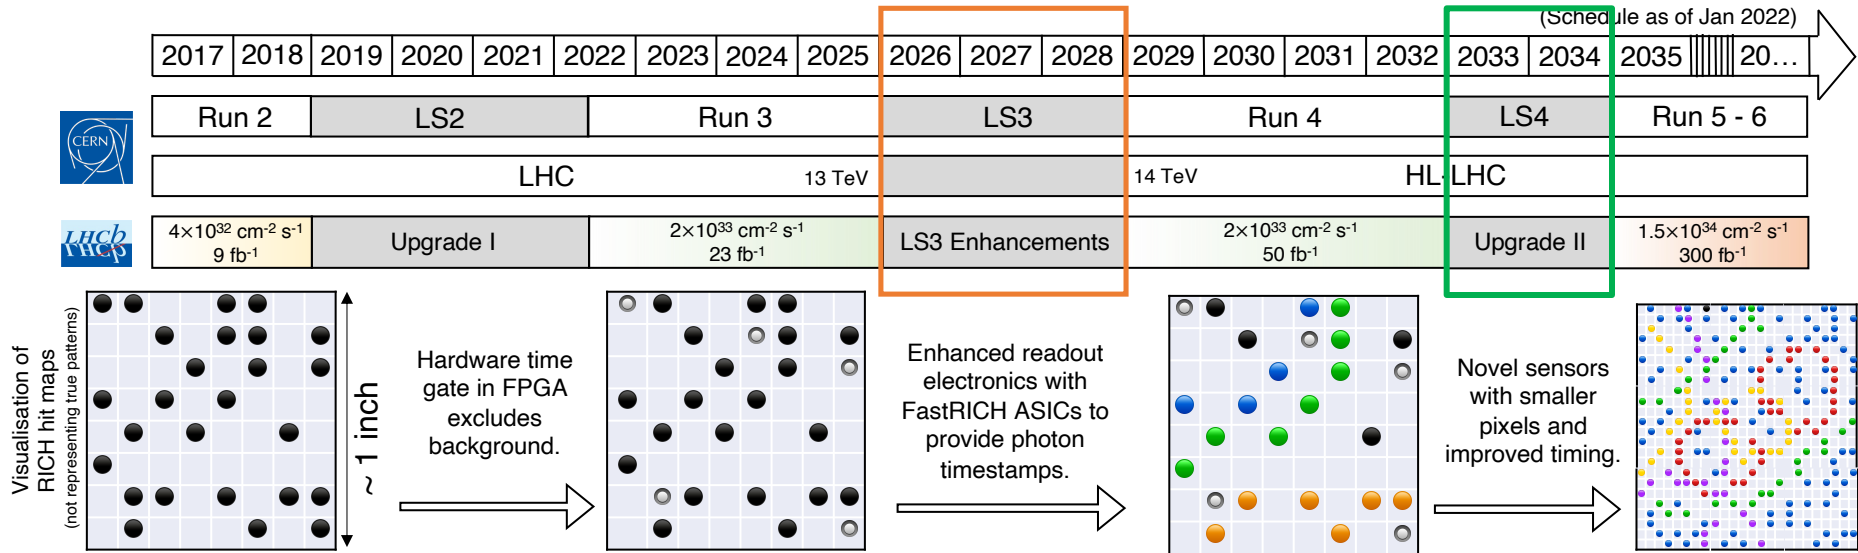 (Schedule as of Jan 2022)
2017 2018 2019 2020 2021 2022 2023 2024 2025 2026 2027 2028 2029 2030 2031 2032 2033 2034 2035 20...
CERN
Run 2 LS2 Run 3 LS3 Run 4 LS4 Run 5 - 6
LHC 13 TeV 14 TeV HL-LHC
LHCb
4×10³² cm⁻² s⁻¹
9 fb⁻¹
Upgrade I
2×10³³ cm⁻² s⁻¹
23 fb⁻¹
LS3 Enhancements
2×10³³ cm⁻² s⁻¹
50 fb⁻¹
Upgrade II
1.5×10³⁴ cm⁻² s⁻¹
300 fb⁻¹
Visualisation of
RICH hit maps
(not representing true patterns)
~ 1 inch
Hardware time
gate in FPGA
excludes
background.
Enhanced readout
electronics with
FastRICH ASICs to
provide photon
timestamps.
Novel sensors
with smaller
pixels and
improved timing.